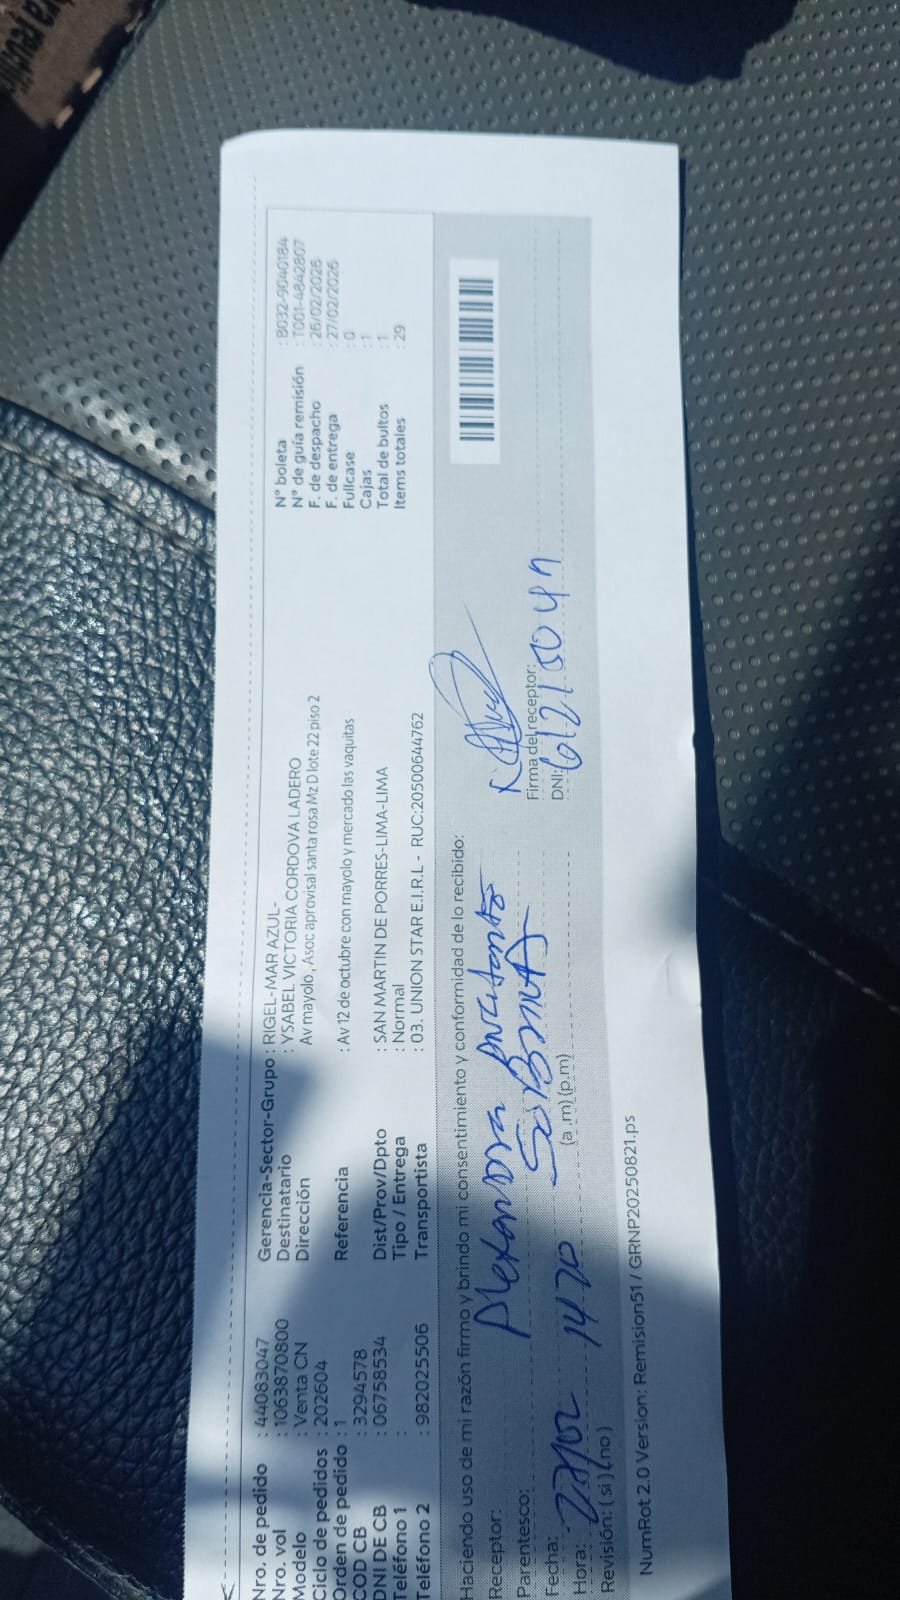 Nro. de pedido : 44083047
Nro. vol : 1063870800
Modelo : Venta CN
Ciclo de pedidos : 202604
Orden de pedido : 1
COD CB : 3294578
DNI DE CB : 06758534
Teléfono 1 :
Teléfono 2 : 982025506
Gerencia-Sector-Grupo : RIGEL-MAR AZUL-
Destinatario : YSABEL VICTORIA CORDOVA LADERO
Dirección Av mayolo , Asoc aprovisal santa rosa Mz D lote 22 piso 2
Referencia : Av 12 de octubre con mayolo y mercado las vaquitas
Dist/Prov/Dpto : SAN MARTIN DE PORRES-LIMA-LIMA
Tipo / Entrega : Normal
Transportista : 03. UNION STAR E.I.R.L - RUC:20500644762
N° boleta : B032-9040184
N° de guía remisión : T001-4842807
F. de despacho : 26/02/2026
F. de entrega : 27/02/2026
Fullcase : 0
Cajas : 1
Total de bultos : 1
Items totales : 29
Haciendo uso de mi razón firmo y brindo mi consentimiento y conformidad de lo recibido:
Receptor:
Parentesco:
Fecha: 27/02
Hora: 1420 (a .m) (p.m)
Revisión: ( si ) ( no )
Firma del receptor:
DNI:
NumRot 2.0 Version: Remision51 / GRNP20250821.ps